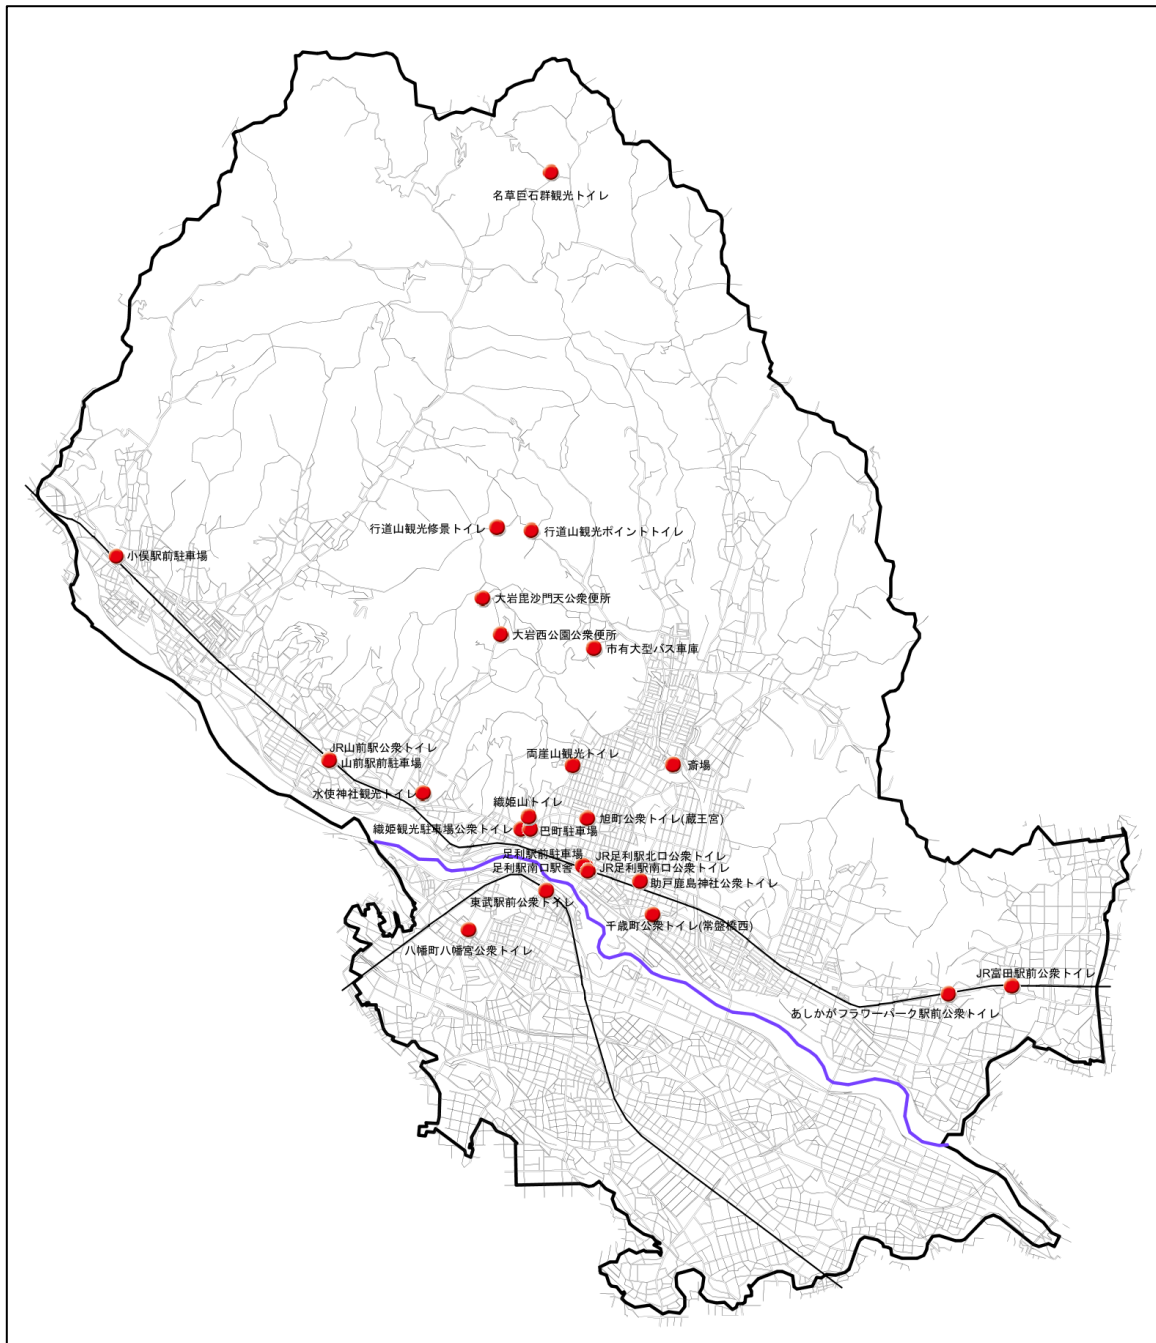 名草巨石群観光トイレ
行道山観光修景トイレ
行道山観光ポイントトイレ
小俣駅前駐車場
大岩毘沙門天公衆便所
大岩西公園公衆便所
市有大型バス車庫
JR山前駅公衆トイレ
山前駅前駐車場
両崖山観光トイレ
斎場
水使神社観光トイレ
織姫山トイレ
織姫観光駐車場公衆トイレ
巴町駐車場
旭町公衆トイレ(蔵王宮)
足利駅前駐車場
JR足利駅北口公衆トイレ
足利駅南口駅舎
JR足利駅南口公衆トイレ
助戸鹿島神社公衆トイレ
東武駅前公衆トイレ
千歳町公衆トイレ(常盤橋西)
八幡町八幡宮公衆トイレ
JR富田駅前公衆トイレ
あしかがフラワーパーク駅前公衆トイレ